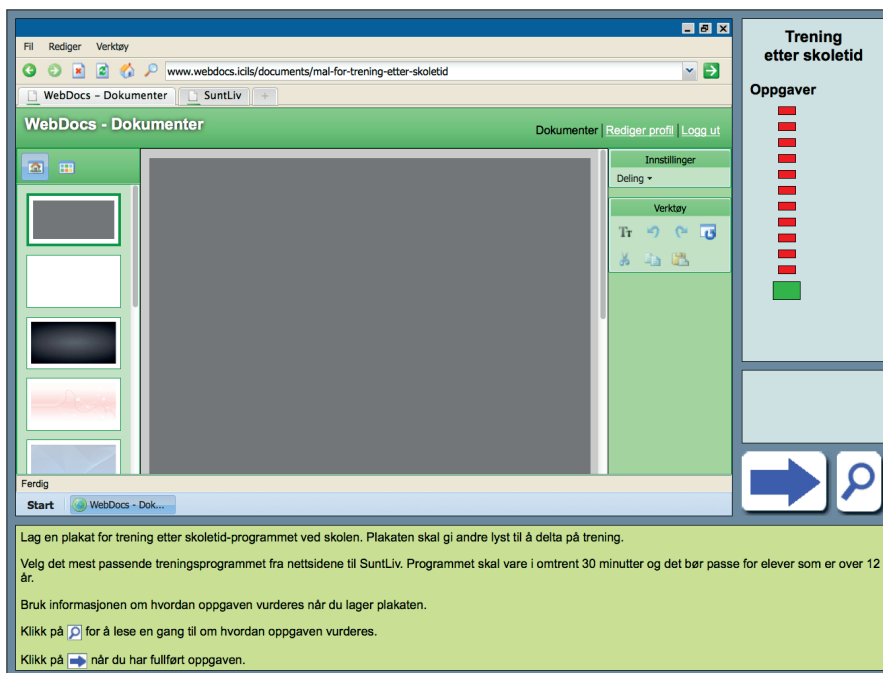 Fil Rediger Verktøy
www.webdocs.icils/documents/mal-for-trening-etter-skoletid
WebDocs – Dokumenter SuntLiv +
WebDocs - Dokumenter
Dokumenter | Rediger profil | Logg ut
Innstillinger
Deling
Verktøy
Tт
Ferdig
Start WebDocs - Dok...
Trening
etter skoletid
Oppgaver
Lag en plakat for trening etter skoletid-programmet ved skolen. Plakaten skal gi andre lyst til å delta på trening.
Velg det mest passende treningsprogrammet fra nettsidene til SuntLiv. Programmet skal vare i omtrent 30 minutter og det bør passe for elever som er over 12
år.
Bruk informasjonen om hvordan oppgaven vurderes når du lager plakaten.
Klikk på for å lese en gang til om hvordan oppgaven vurderes.
Klikk på når du har fullført oppgaven.